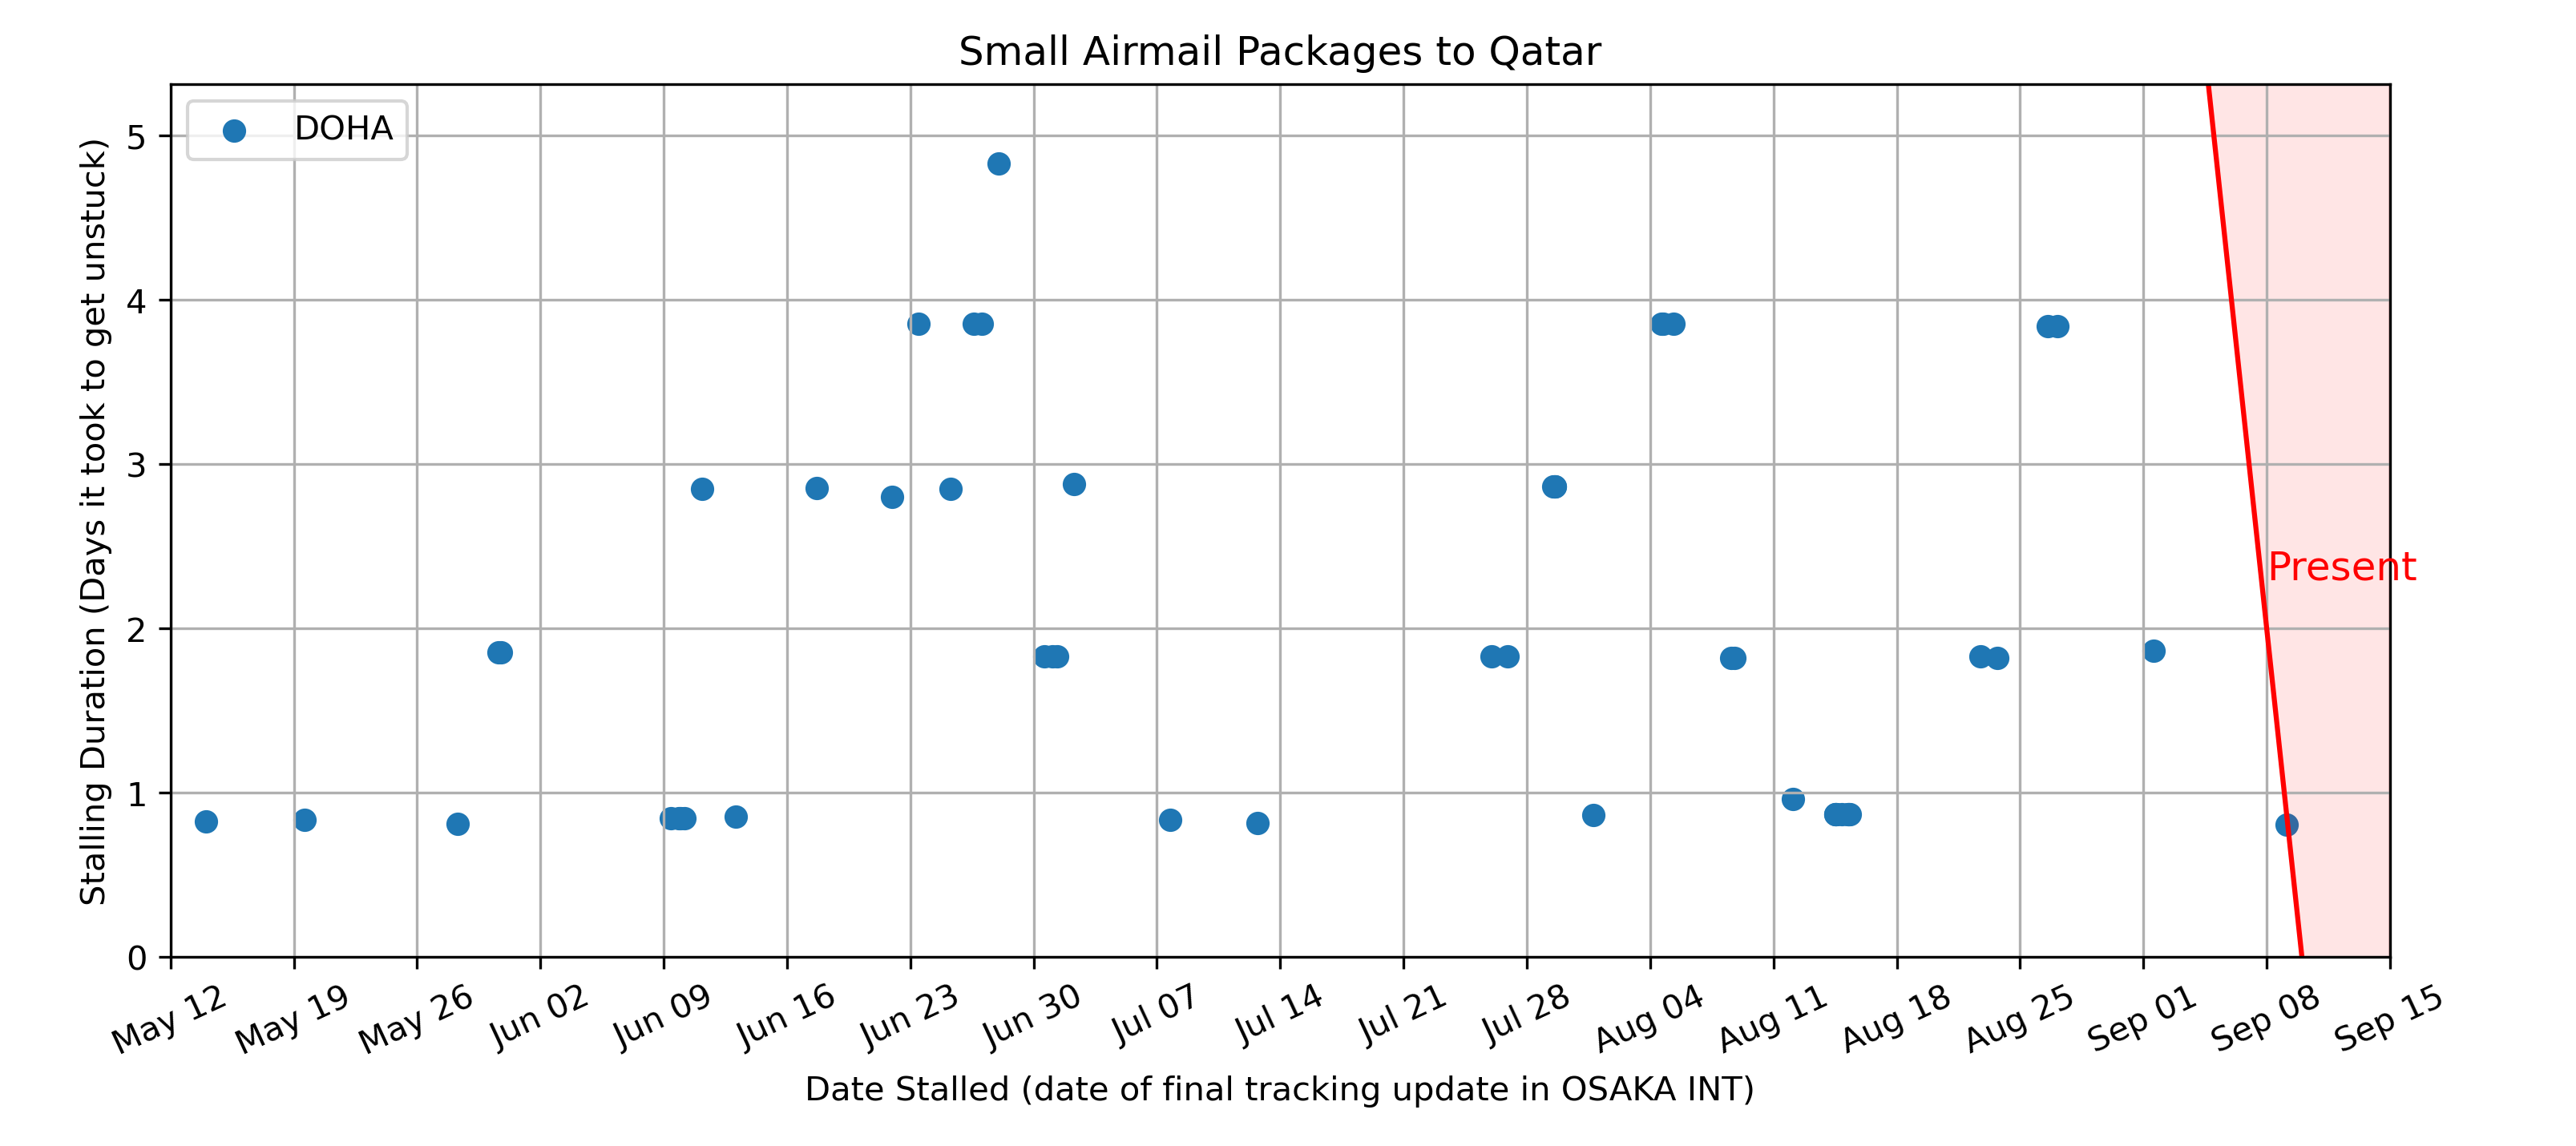 Small Airmail Packages to Qatar
DOHA
Stalling Duration (Days it took to get unstuck)
5
4
3
2
1
0
Present
May 12
May 19
May 26
Jun 02
Jun 09
Jun 16
Jun 23
Jun 30
Jul 07
Jul 14
Jul 21
Jul 28
Aug 04
Aug 11
Aug 18
Aug 25
Sep 01
Sep 08
Sep 15
Date Stalled (date of final tracking update in OSAKA INT)